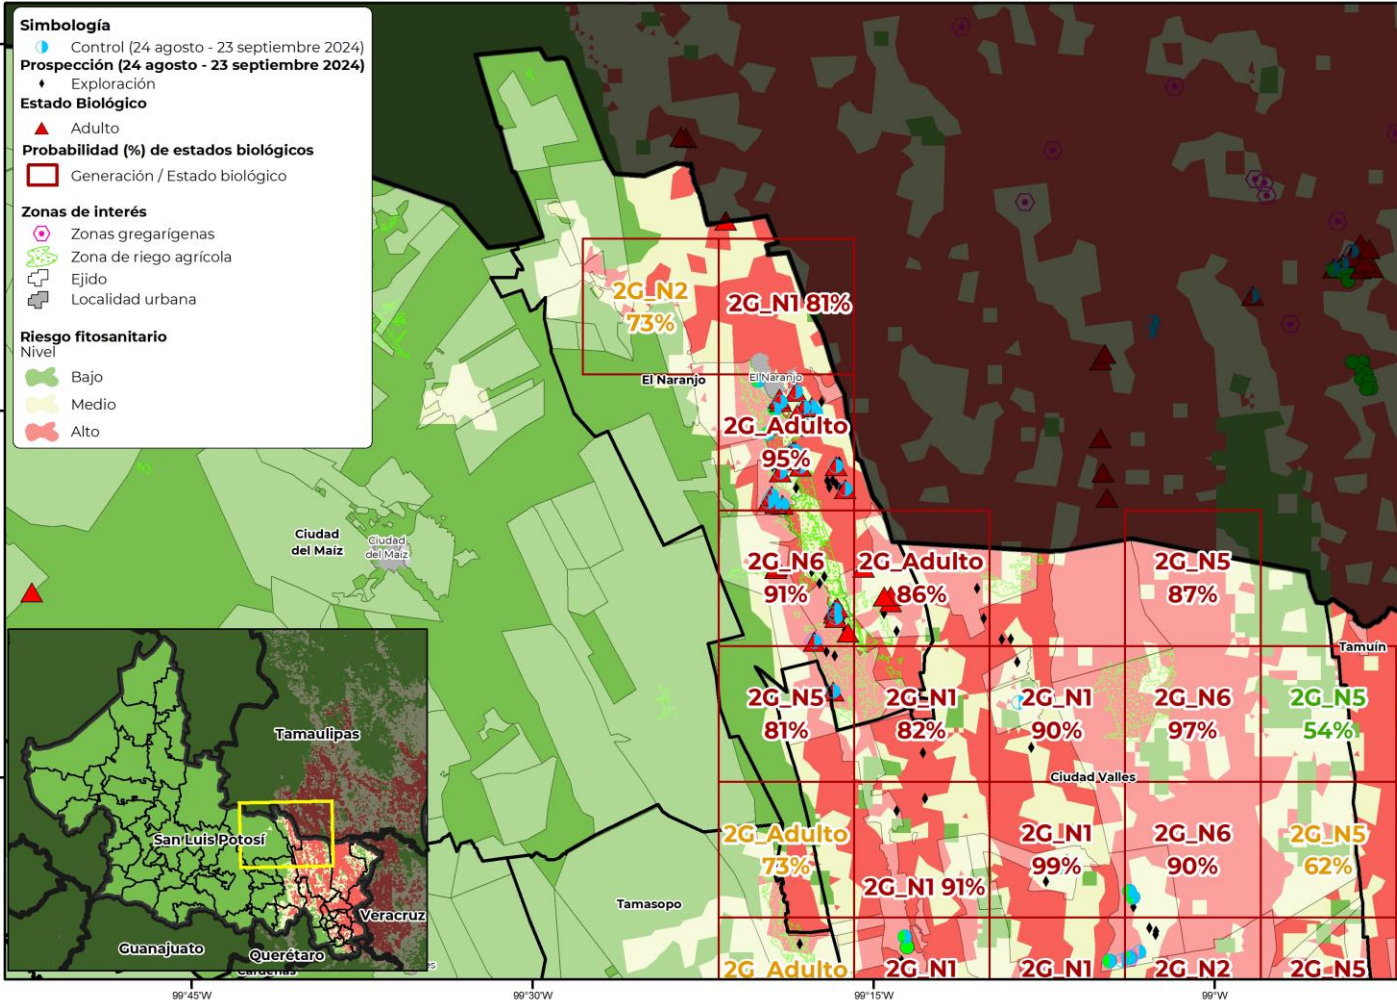 Simbología
Control (24 agosto - 23 septiembre 2024)
Prospección (24 agosto - 23 septiembre 2024)
Exploración
Estado Biológico
Adulto
Probabilidad (%) de estados biológicos
Generación / Estado biológico
Zonas de interés
Zonas gregarígenas
Zona de riego agrícola
Ejido
Localidad urbana
Riesgo fitosanitario
Nivel
Bajo
Medio
Alto
2G_N2
73%
2G_N1 81%
El Naranjo
El Naranjo
2G_Adulto
95%
Ciudad
del Maíz
Ciudad
del Maíz
2G_N6
91%
2G_Adulto
86%
2G_N5
87%
Tamuín
2G_N5
81%
2G_N1
82%
2G_N1
90%
2G_N6
97%
2G_N5
54%
Ciudad Valles
2G_Adulto
73%
2G_N1 91%
2G_N1
99%
2G_N6
90%
2G_N5
62%
Tamasopo
2G_Adulto
2G_N1
2G_N1
2G_N2
2G_N5
Tamaulipas
San Luis Potosí
Veracruz
Guanajuato
Querétaro
Cárdenas
es
99°45'W
99°30'W
99°15'W
99°W